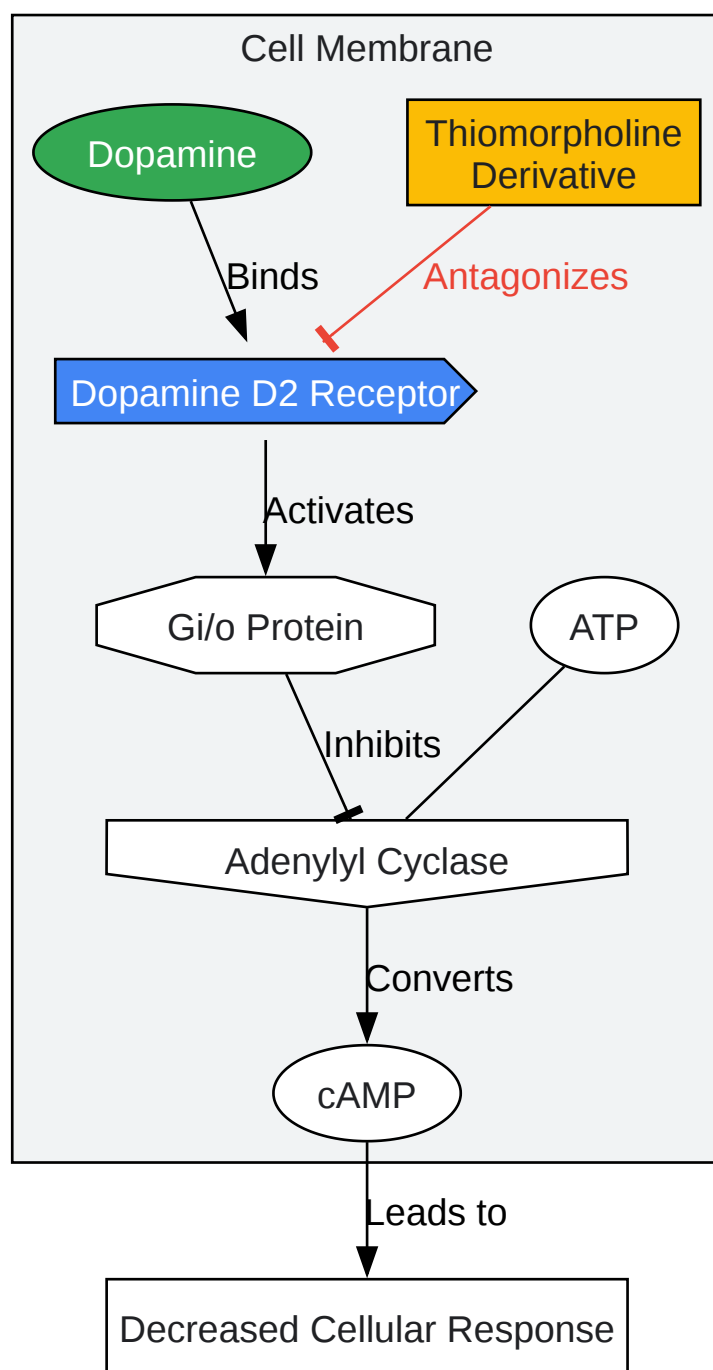 Cell Membrane
Dopamine
Thiomorpholine
Derivative
Binds
Antagonizes
Dopamine D2 Receptor
Activates
Gi/o Protein
ATP
Inhibits
Adenylyl Cyclase
Converts
cAMP
Leads to
Decreased Cellular Response